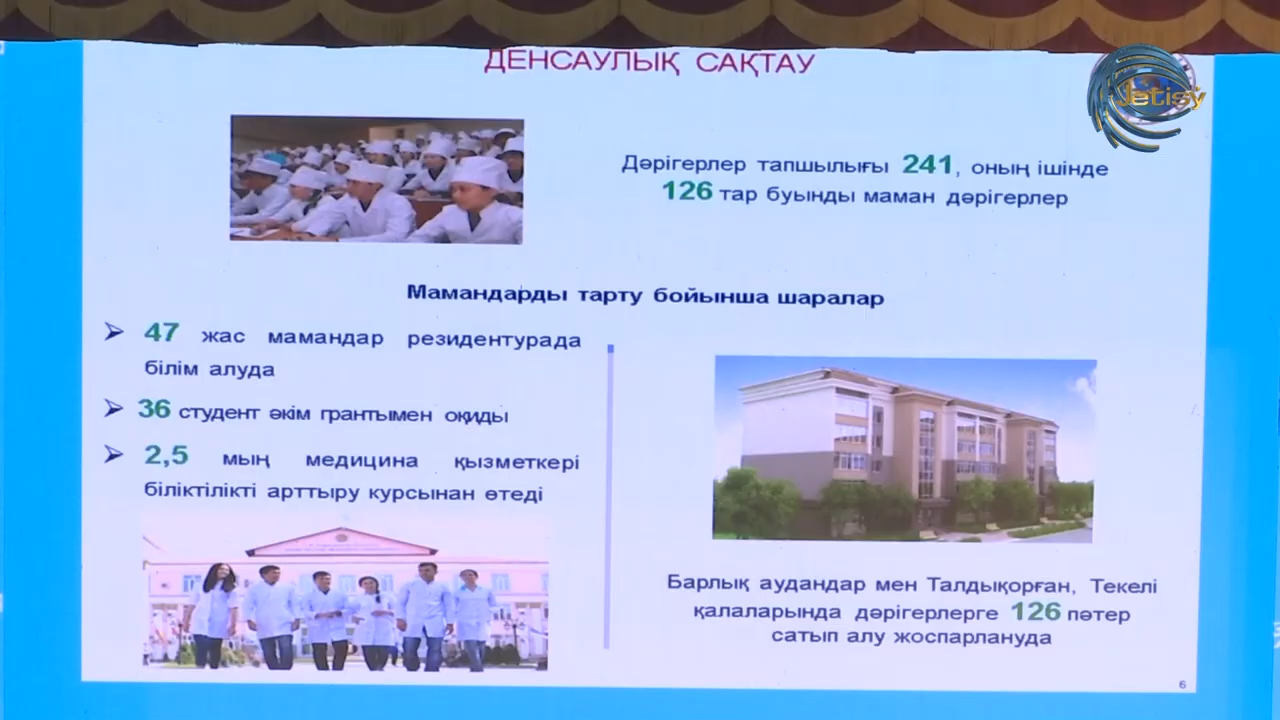 ДЕНСАУЛЫҚ САҚТАУ
Jetisý
Дәрігерлер тапшылығы 241, оның ішінде
126 тар буынды маман дәрігерлер
Мамандарды тарту бойынша шаралар
47 жас мамандар резидентурада
білім алуда
36 студент әкім грантымен оқиды
2,5 мың медицина қызметкері
біліктілікті арттыру курсынан өтеді
Барлық аудандар мен Талдықорған, Текелі
қалаларында дәрігерлерге 126 пәтер
сатып алу жоспарлануда
6